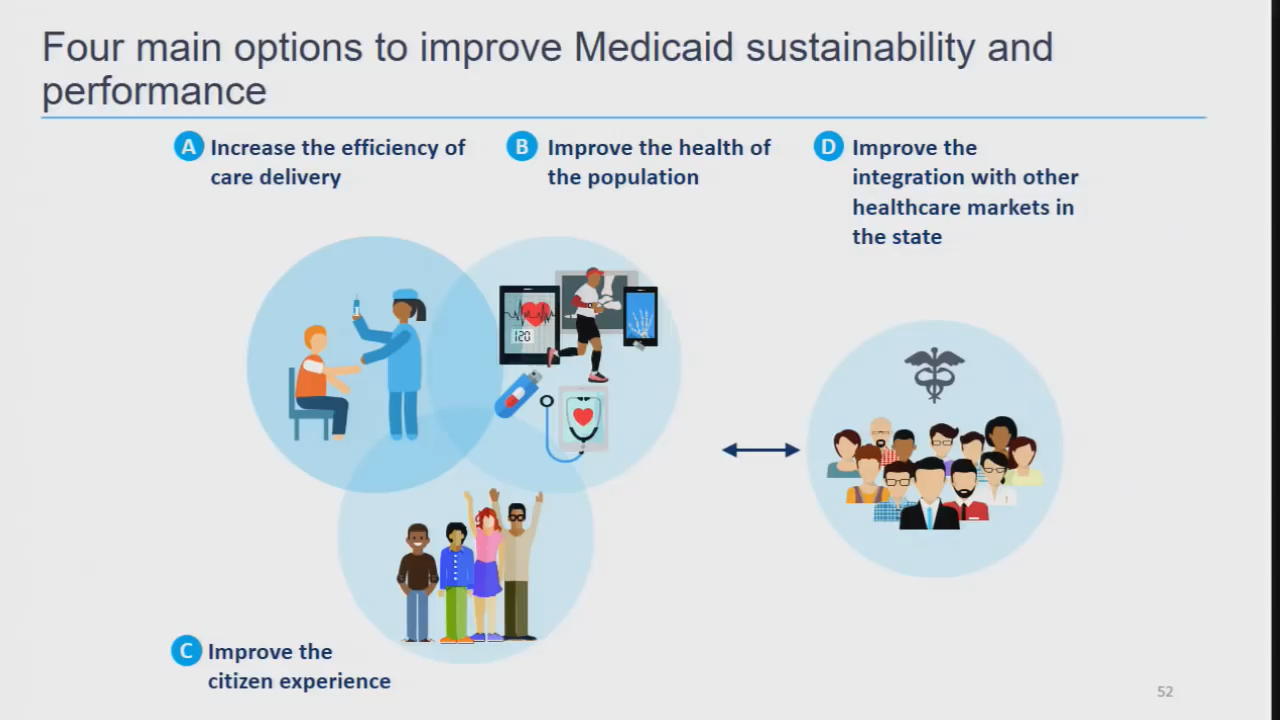 Four main options to improve Medicaid sustainability and
performance
A Increase the efficiency of
care delivery
B Improve the health of
the population
D Improve the
integration with other
healthcare markets in
the state
120
C Improve the
citizen experience
52